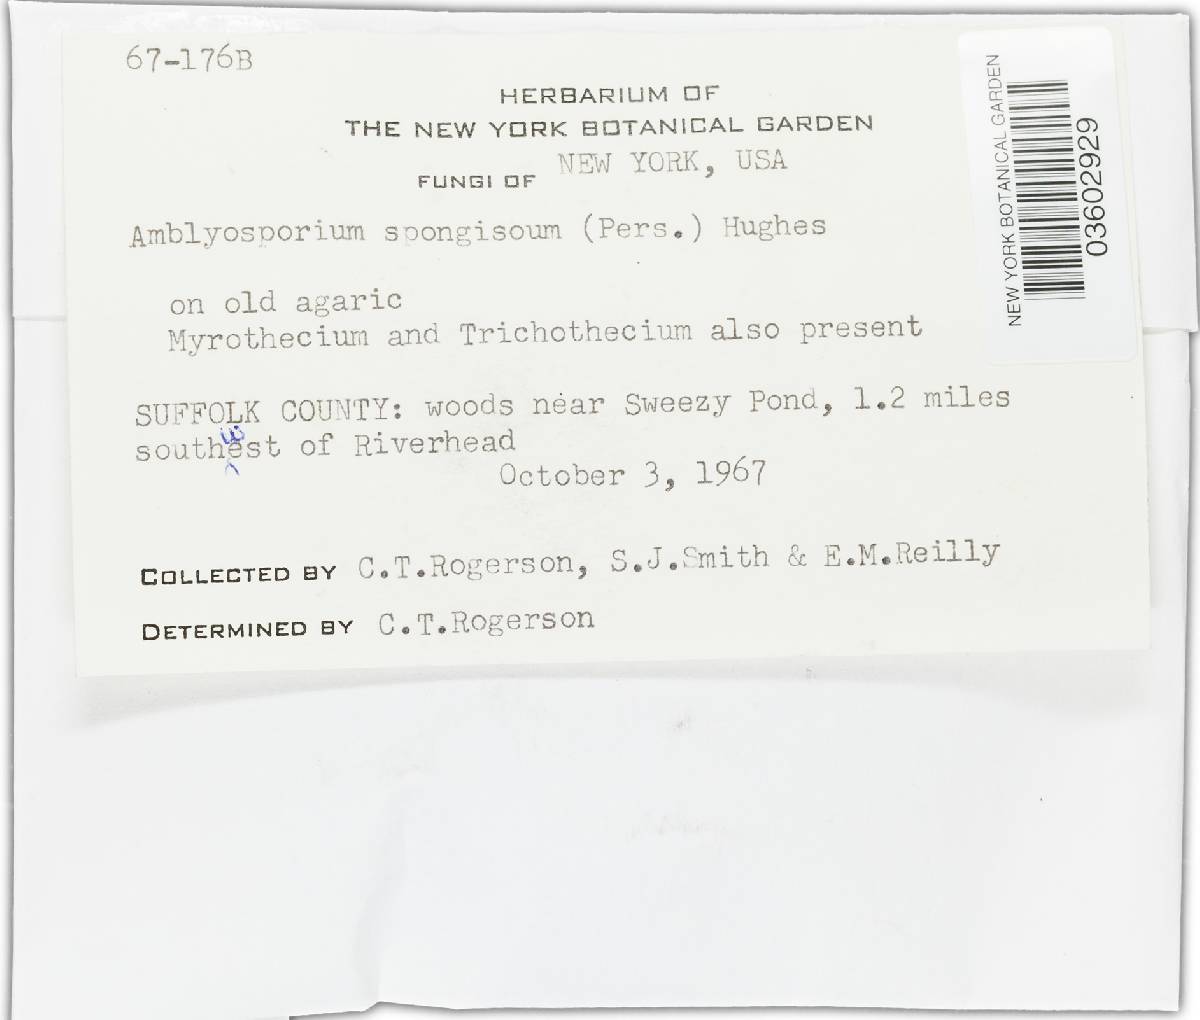 67-176B
HERBARIUM OF
THE NEW YORK BOTANICAL GARDEN
FUNGI OF NEW YORK, USA
Amblyosporium spongisoum (Pers.) Hughes
on old agaric
Myrothecium and Trichothecium also present
SUFFOLK COUNTY: woods near Sweezy Pond, 1.2 miles
southwest of Riverhead
October 3, 1967
COLLECTED BY C.T.Rogerson, S.J.Smith & E.M.Reilly
DETERMINED BY C.T.Rogerson
NEW YORK BOTANICAL GARDEN
03602929